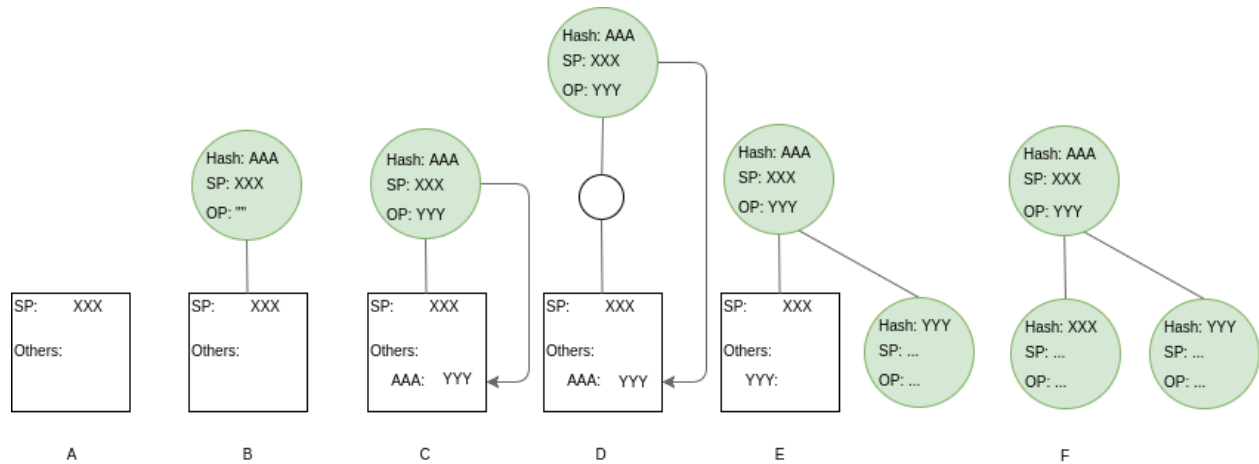 Hash: AAA
SP: XXX
OP: YYY
Hash: AAA
SP: XXX
OP: ""
Hash: AAA
SP: XXX
OP: YYY
Hash: AAA
SP: XXX
OP: YYY
Hash: AAA
SP: XXX
OP: YYY
SP: XXX
Others:
SP: XXX
Others:
SP: XXX
Others:
AAA: YYY
SP: XXX
Others:
AAA: YYY
SP: XXX
Others:
YYY:
Hash: YYY
SP: ...
OP: ...
Hash: XXX
SP: ...
OP: ...
Hash: YYY
SP: ...
OP: ...
A B C D E F